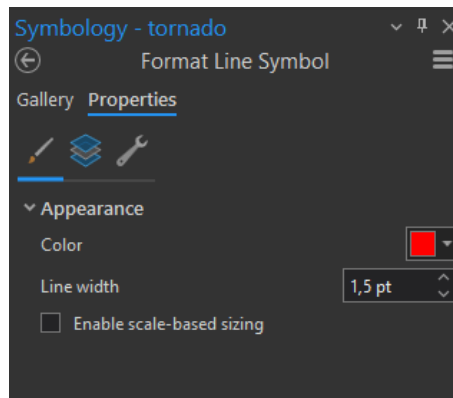 Symbology - tornado
Format Line Symbol
Gallery Properties
Appearance
Color
Line width 1,5 pt
Enable scale-based sizing